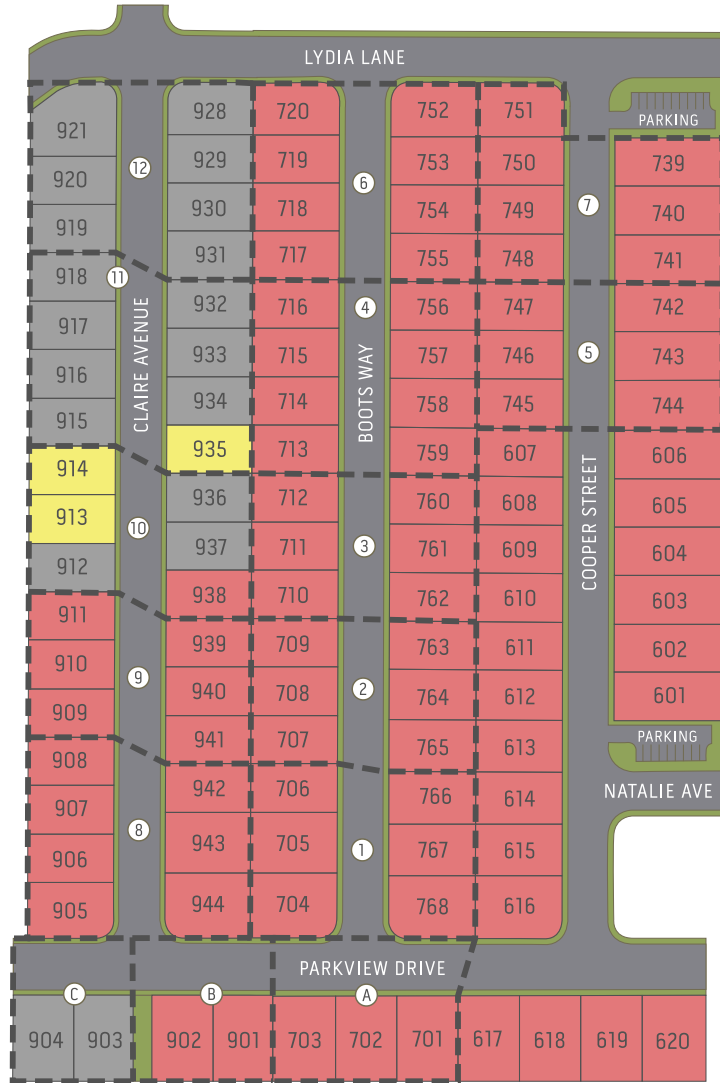 LYDIA LANE
PARKING
928 720 752 751
921
929 719 753 750 739
12
920 6
930 718 754 749 7 740
919
931 717 755 748 741
918 11
932 716 4 756 747 742
917
933 715 757 746 5 743
916
CLAIRE AVENUE
BOOTS WAY
934 714 758 745 744
915
935 713 759 607 606
914
936 712 760 608 605
913 10
COOPER STREET
937 711 3 761 609 604
912
938 710 762 610 603
911
939 709 763 611 602
910 9
940 708 2 764 612 601
909
941 707 765 613 PARKING
908
942 706 766 614 NATALIE AVE
907 8
943 705 1 767 615
906
944 704 768 616
905
PARKVIEW DRIVE
C B A
904 903 902 901 703 702 701 617 618 619 620